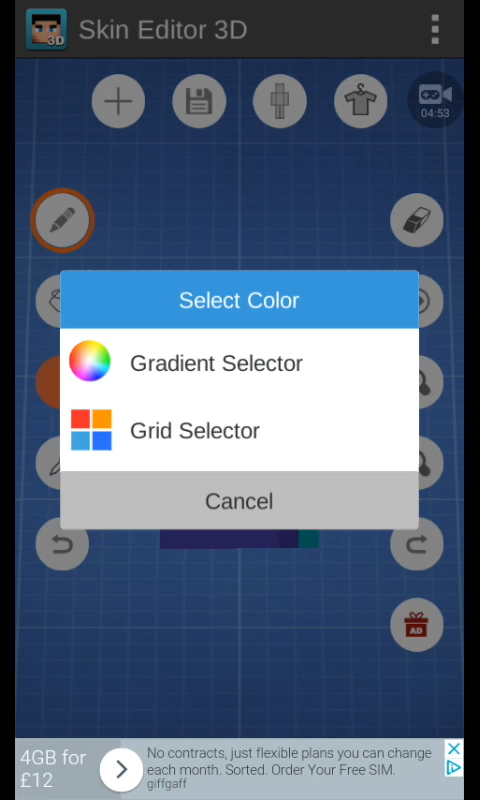 3D
Skin Editor 3D
04:53
Select Color
Gradient Selector
Grid Selector
Cancel
AD
4GB for
£12
No contracts, just flexible plans you can change
each month. Sorted. Order Your Free SIM.
giffgaff